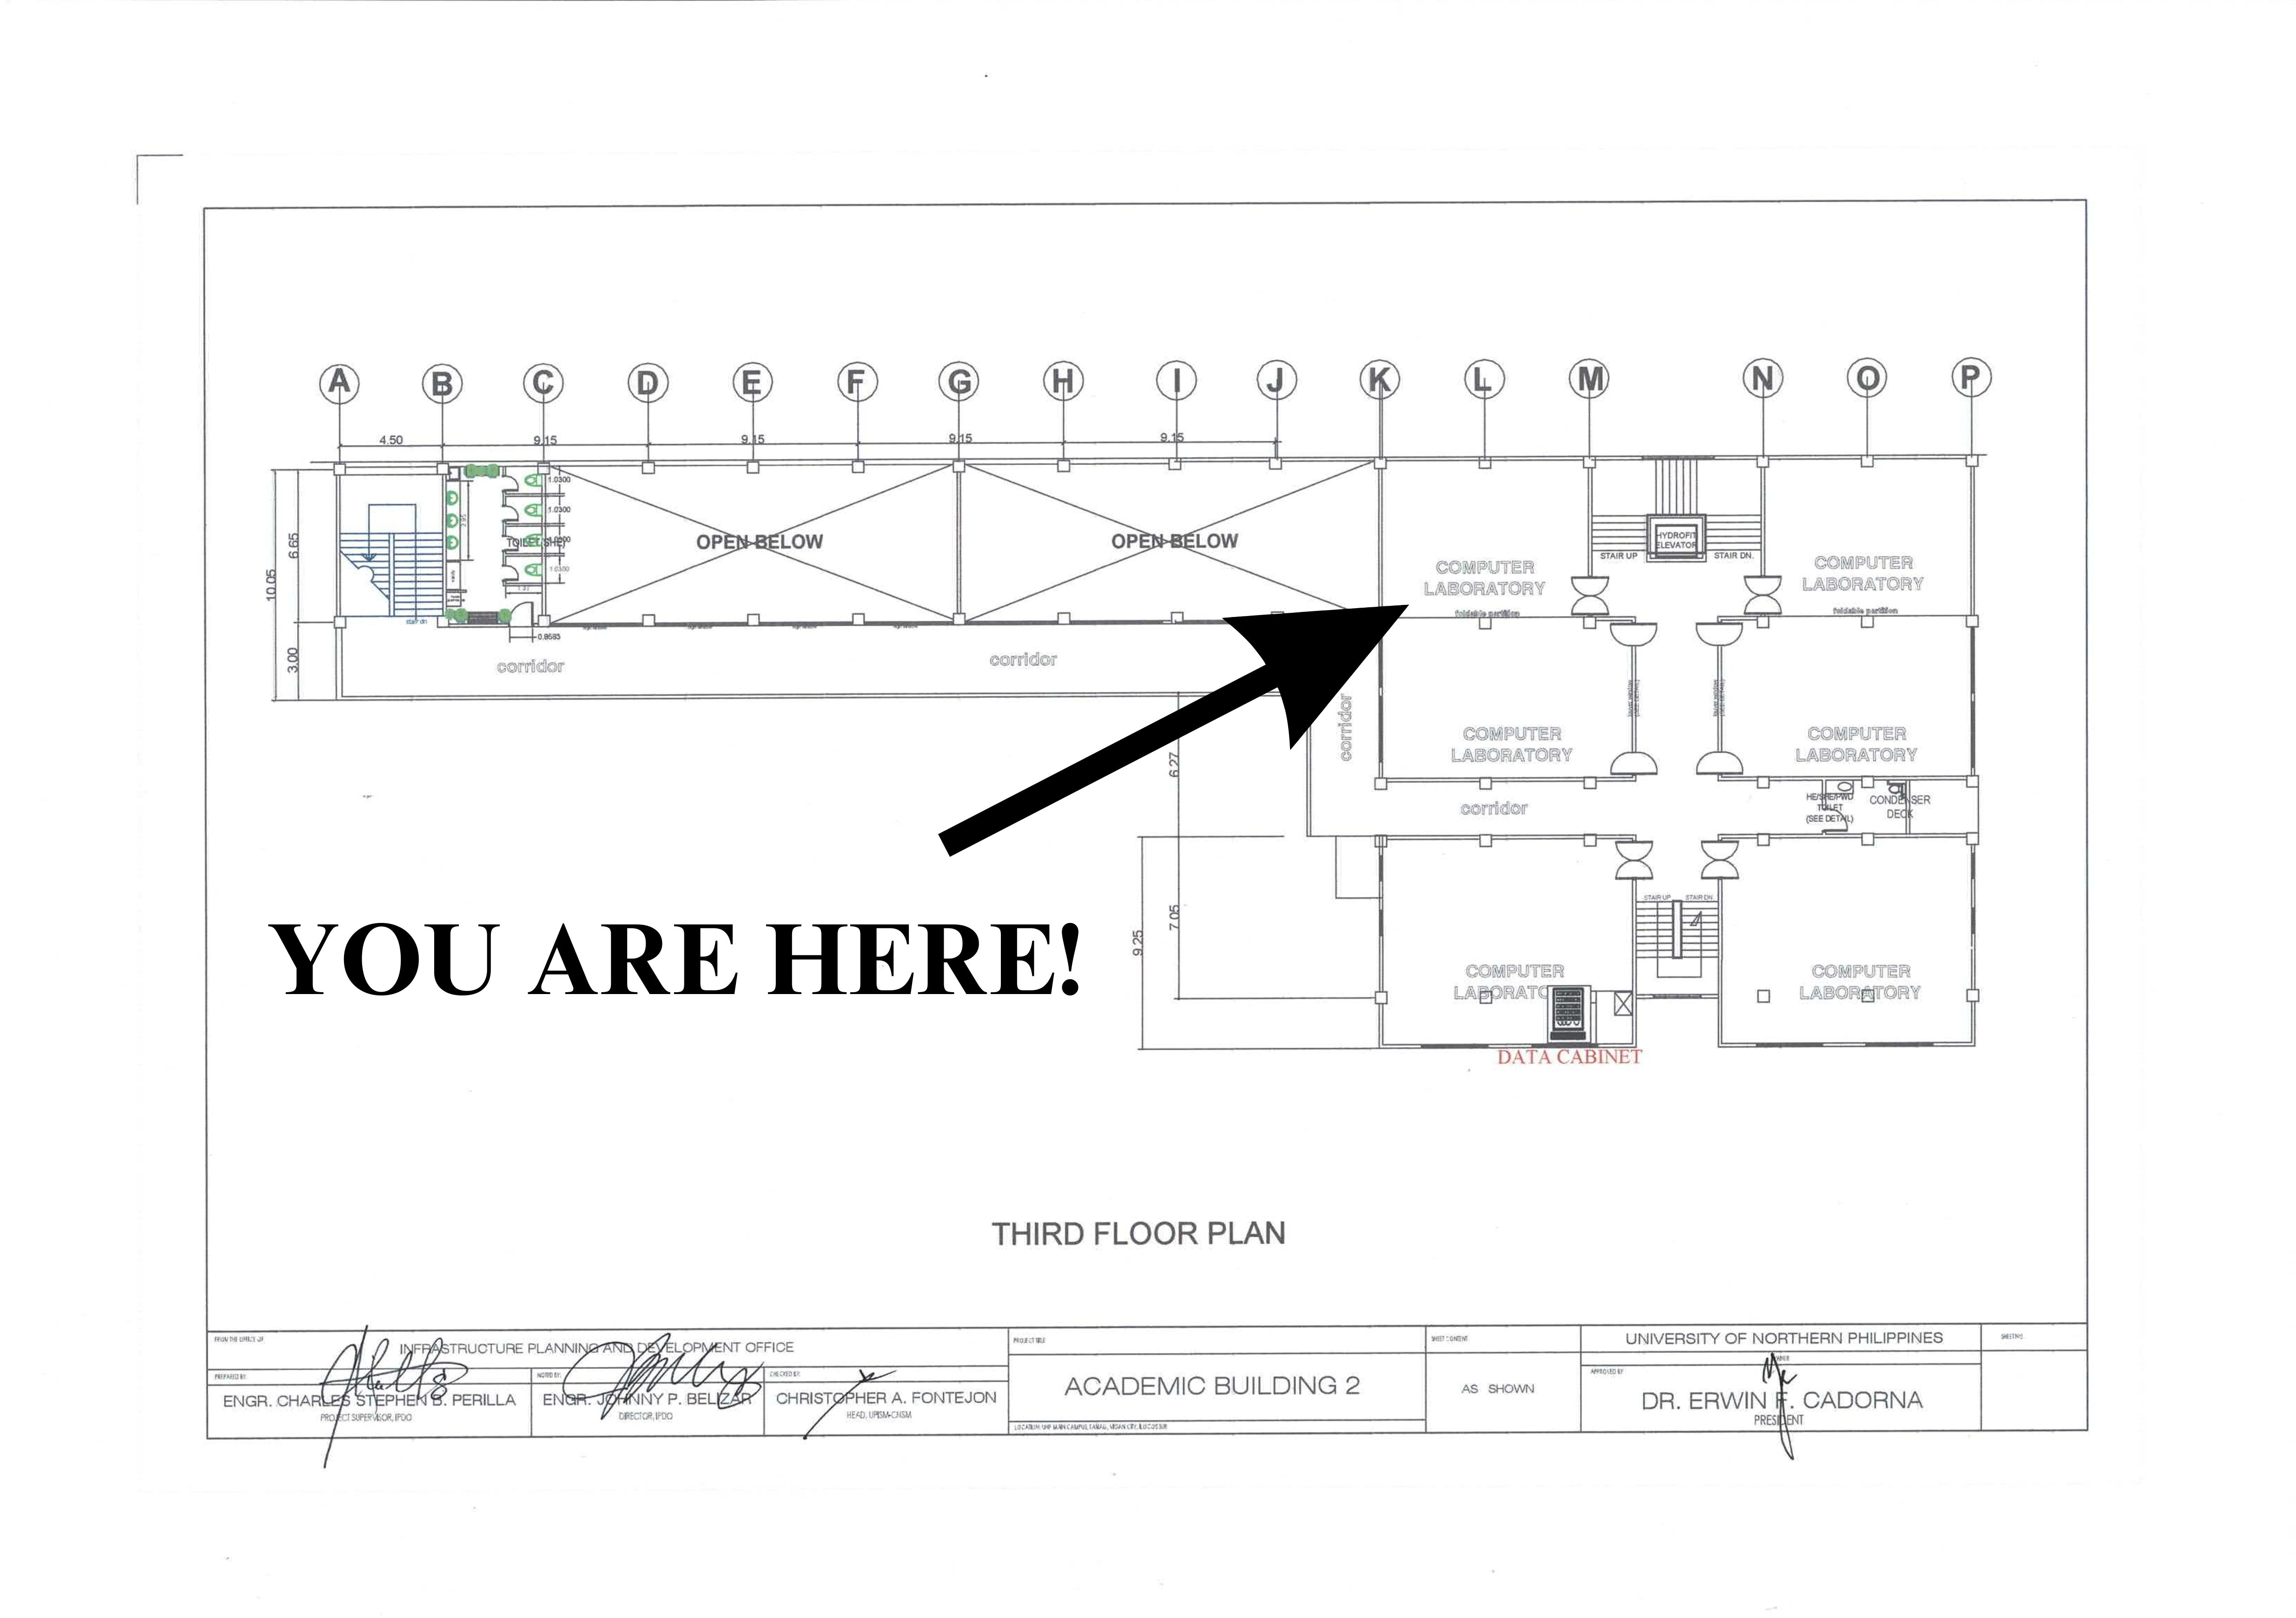 A B C D E F G H I J K L M N O P
4.50 9.15 9.15 9.15 9.15
10.05
6.65
3.00
1.0300
1.0300
1.0300
TOILET (SHE)
0.8683
stair dn
OPEN BELOW
OPEN BELOW
corridor
corridor
corridor
corridor
COMPUTER
LABORATORY
foldable partition
HYDROFIT
ELEVATOR
STAIR UP
STAIR DN.
COMPUTER
LABORATORY
foldable partition
COMPUTER
LABORATORY
COMPUTER
LABORATORY
HE/SHE/PWD
TOILET
(SEE DETAIL)
CONDENSER
DECK
6.27
7.05
9.25
STAIR UP
STAIR DN.
COMPUTER
LABORATORY
COMPUTER
LABORATORY
DATA CABINET
YOU ARE HERE!
THIRD FLOOR PLAN
FROM THE OFFICE OF
INFRASTRUCTURE PLANNING AND DEVELOPMENT OFFICE
PREPARED BY:
ENGR. CHARLES STEPHEN B. PERILLA
PROJECT SUPERVISOR, IPDO
NOTED BY:
ENGR. JOHNNY P. BELIZAR
DIRECTOR, IPDO
CHECKED BY:
CHRISTOPHER A. FONTEJON
HEAD, UPISM-CNSM
PROJECT TITLE
ACADEMIC BUILDING 2
SHEET CONTENT
AS SHOWN
UNIVERSITY OF NORTHERN PHILIPPINES
OWNER
APPROVED BY
DR. ERWIN F. CADORNA
PRESIDENT
SHEET NO.